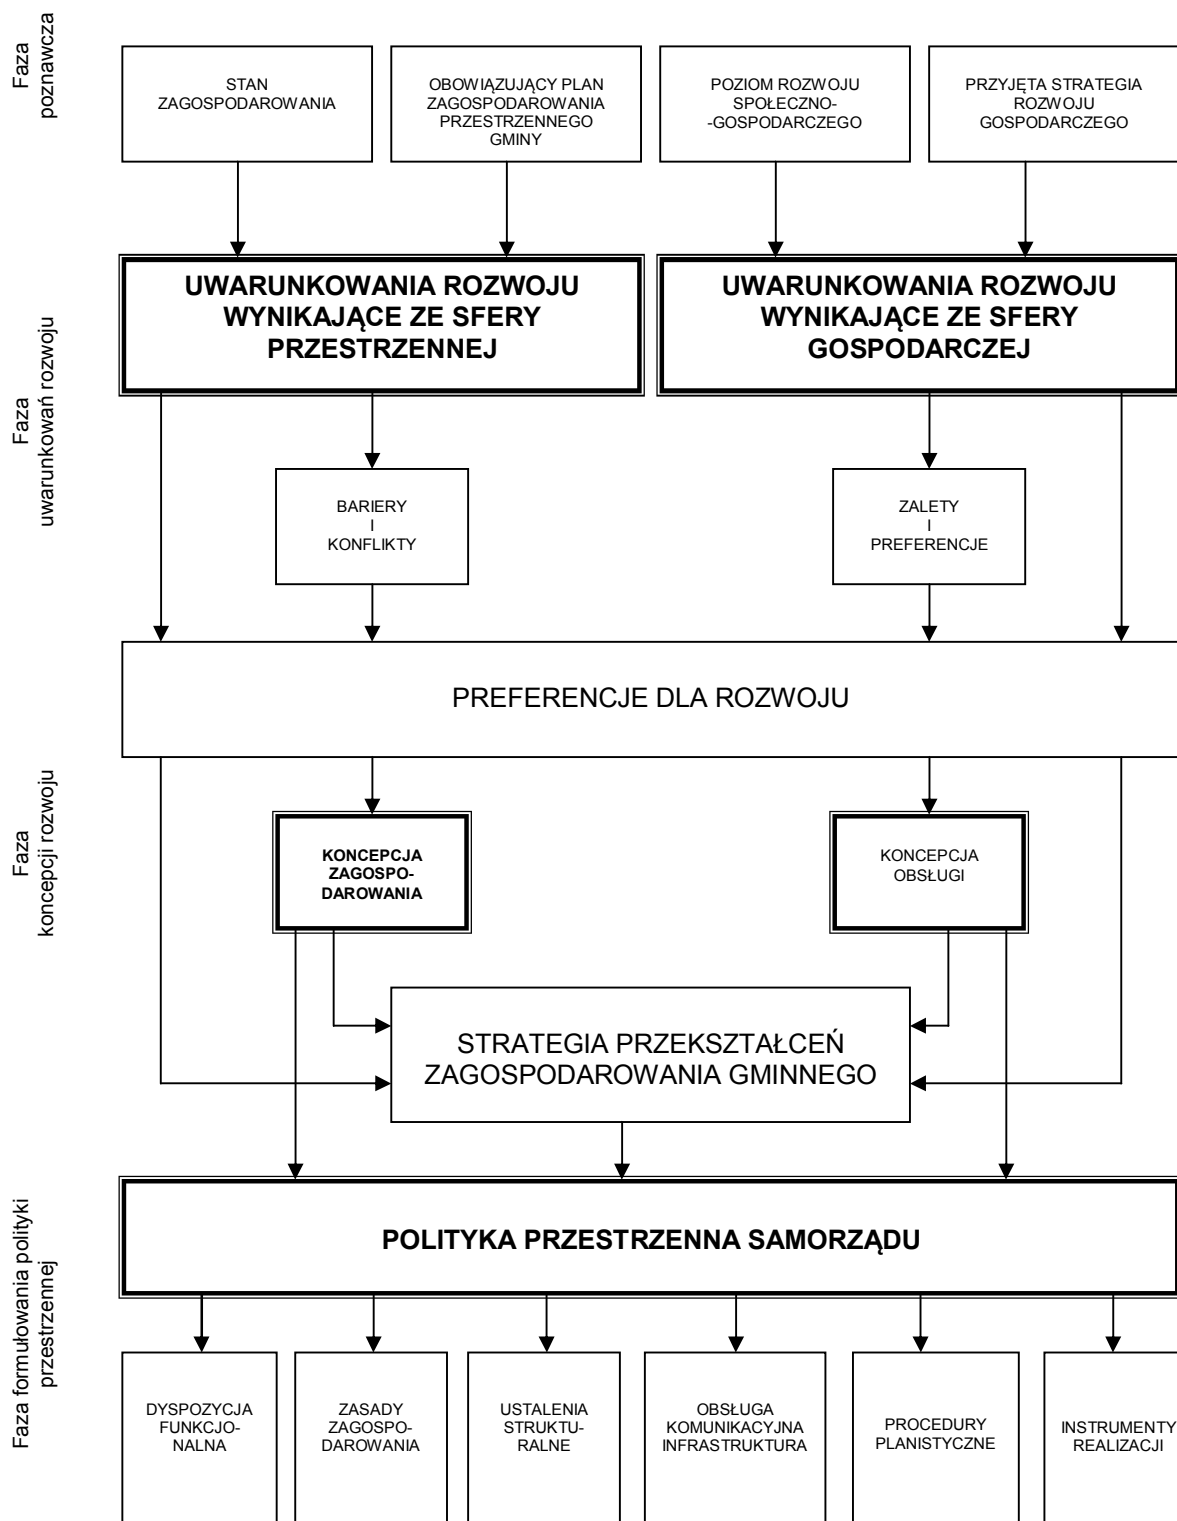 Faza
poznawcza
STAN
ZAGOSPODAROWANIA
OBOWIĄZUJĄCY PLAN
ZAGOSPODAROWANIA
PRZESTRZENNEGO
GMINY
POZIOM ROZWOJU
SPOŁECZNO-
-GOSPODARCZEGO
PRZYJĘTA STRATEGIA
ROZWOJU
GOSPODARCZEGO
Faza
uwarunkowań rozwoju
UWARUNKOWANIA ROZWOJU
WYNIKAJĄCE ZE SFERY
PRZESTRZENNEJ
UWARUNKOWANIA ROZWOJU
WYNIKAJĄCE ZE SFERY
GOSPODARCZEJ
BARIERY
I
KONFLIKTY
ZALETY
I
PREFERENCJE
PREFERENCJE DLA ROZWOJU
Faza
koncepcji rozwoju
KONCEPCJA
ZAGOSPO-
DAROWANIA
KONCEPCJA
OBSŁUGI
STRATEGIA PRZEKSZTAŁCEŃ
ZAGOSPODAROWANIA GMINNEGO
Faza formułowania polityki
przestrzennej
POLITYKA PRZESTRZENNA SAMORZĄDU
DYSPOZYCJA
FUNKCJO-
NALNA
ZASADY
ZAGOSPO-
DAROWANIA
USTALENIA
STRUKTU-
RALNE
OBSŁUGA
KOMUNIKACYJNA
INFRASTRUKTURA
PROCEDURY
PLANISTYCZNE
INSTRUMENTY
REALIZACJI